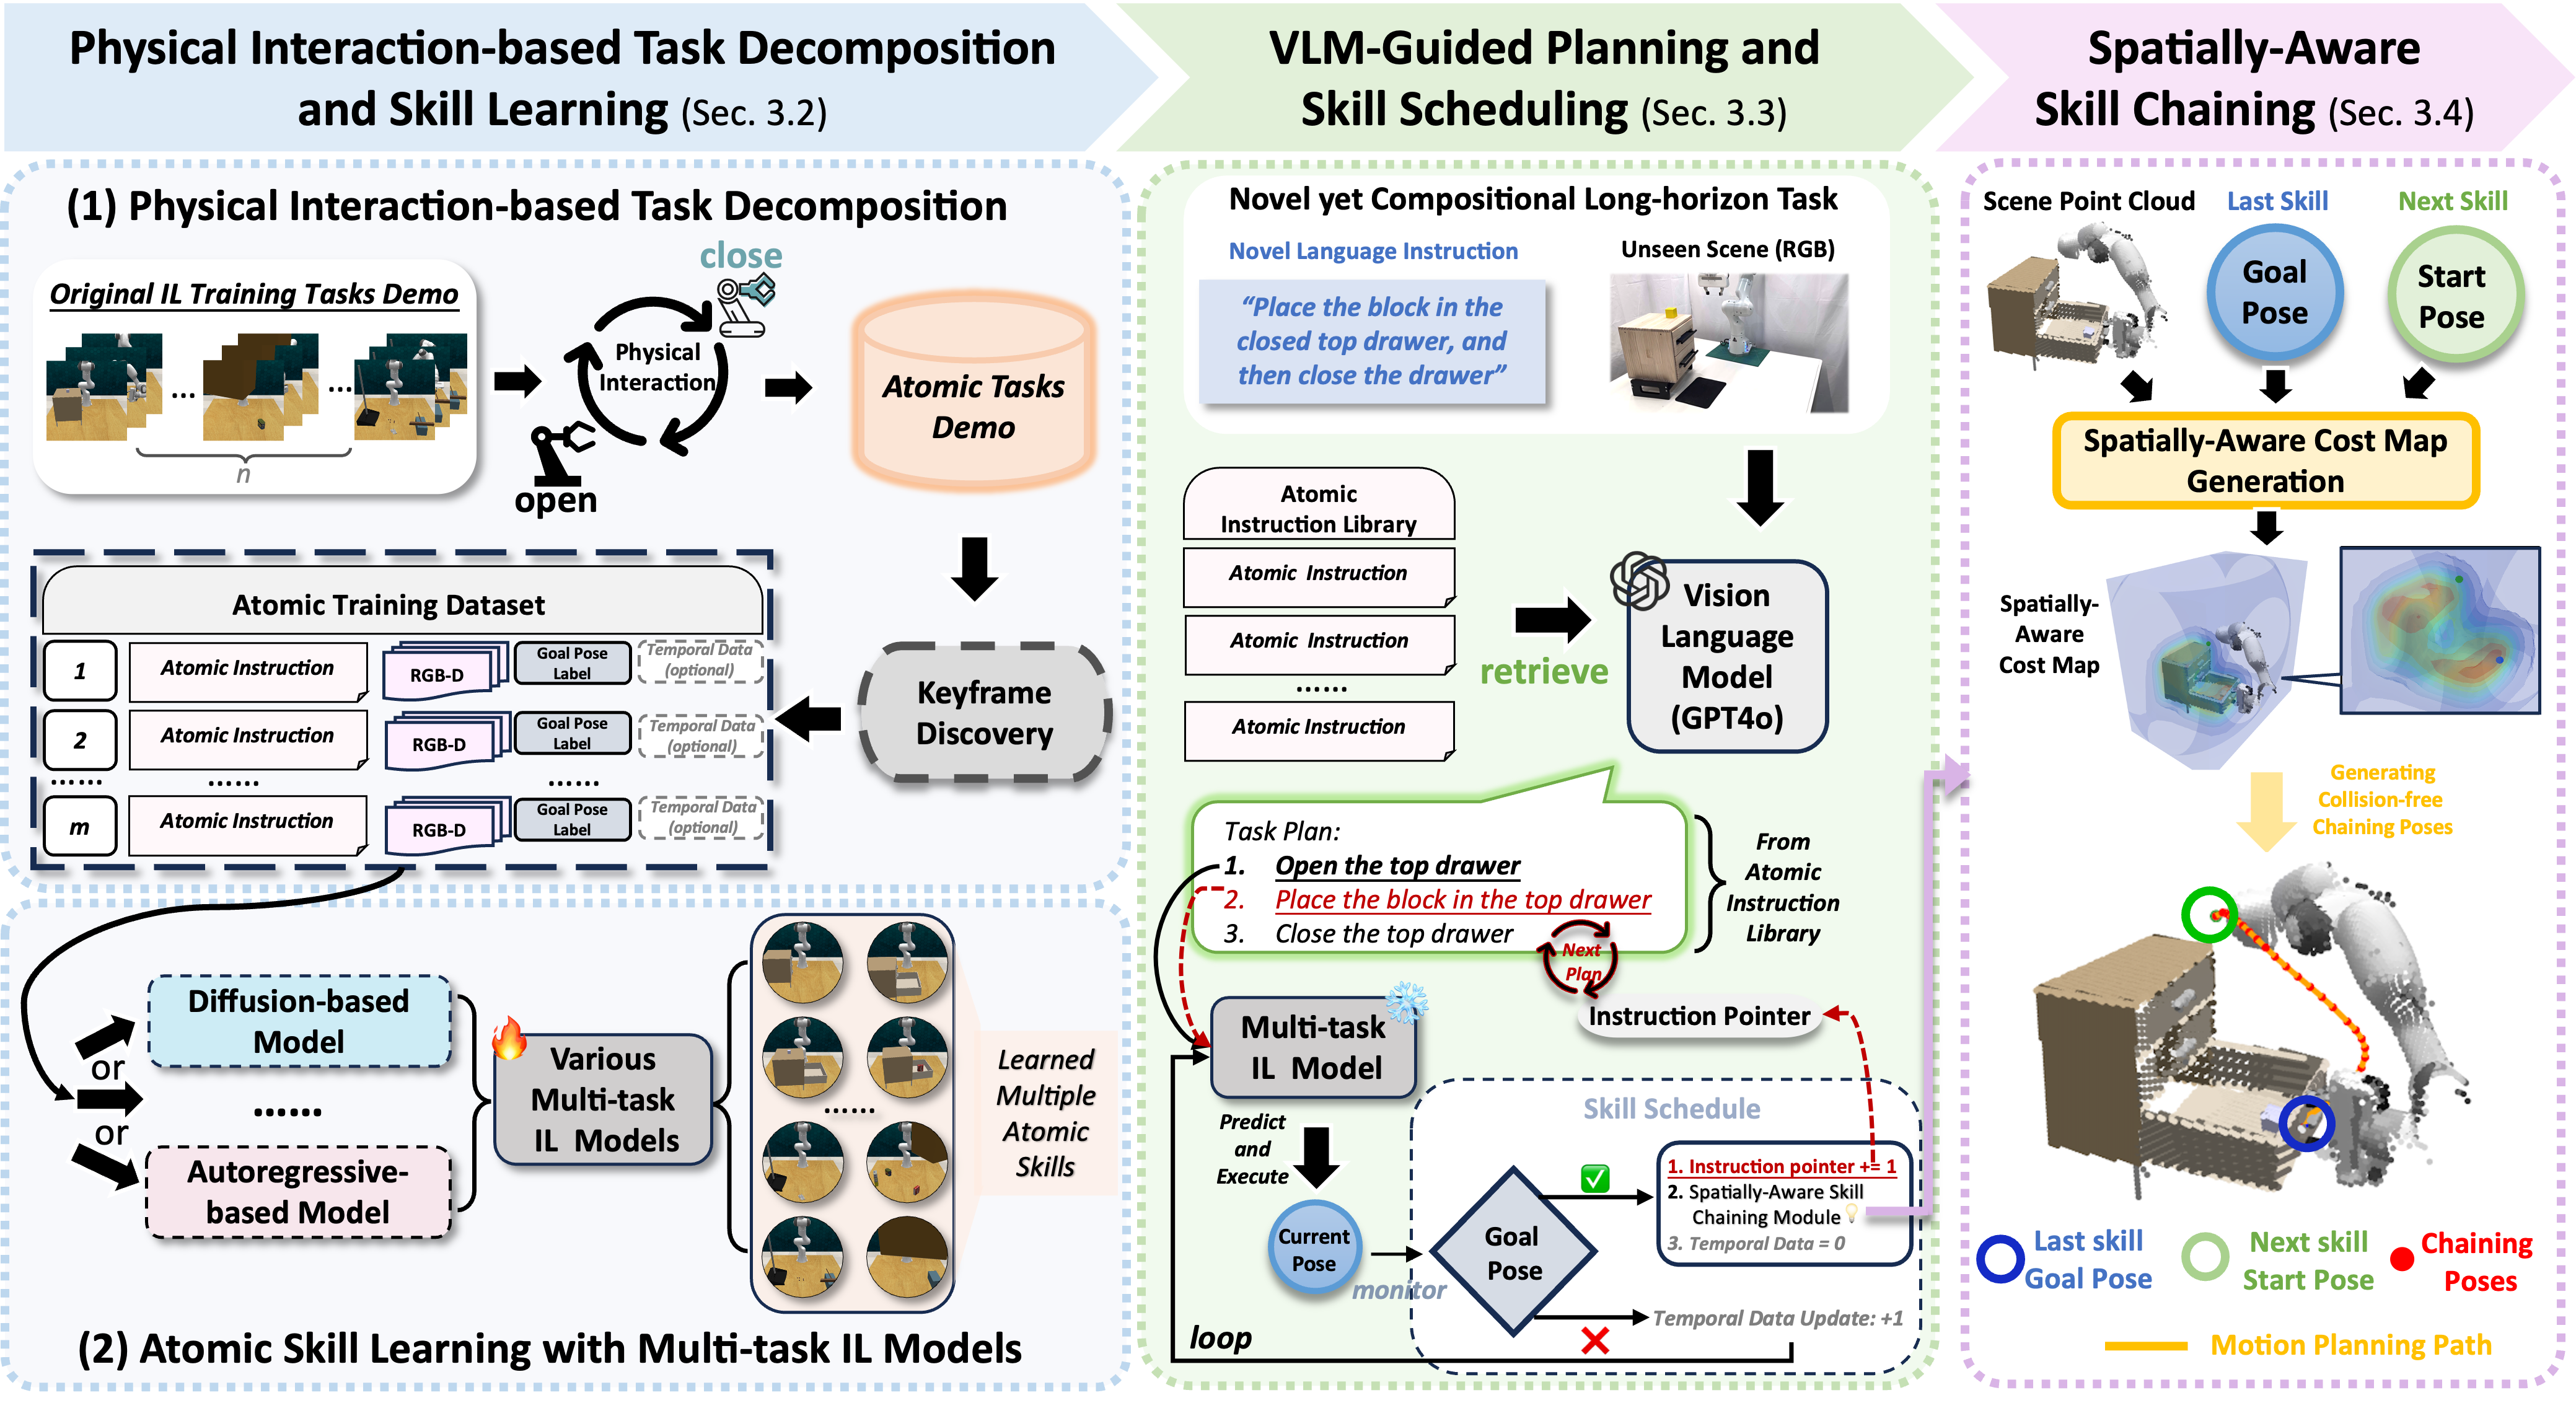 Physical Interaction-based Task Decomposition
and Skill Learning (Sec. 3.2)
VLM-Guided Planning and
Skill Scheduling (Sec. 3.3)
Spatially-Aware
Skill Chaining (Sec. 3.4)
(1) Physical Interaction-based Task Decomposition
Original IL Training Tasks Demo
...
...
n
close
Physical
Interaction
open
Atomic Tasks
Demo
Keyframe
Discovery
Atomic Training Dataset
1
Atomic Instruction
RGB-D
Goal Pose
Label
Temporal Data
(optional)
2
Atomic Instruction
RGB-D
Goal Pose
Label
Temporal Data
(optional)
......
......
......
m
Atomic Instruction
RGB-D
Goal Pose
Label
Temporal Data
(optional)
or
or
Diffusion-based
Model
......
Autoregressive-
based Model
Various
Multi-task
IL Models
......
Learned
Multiple
Atomic
Skills
(2) Atomic Skill Learning with Multi-task IL Models
Novel yet Compositional Long-horizon Task
Novel Language Instruction
“Place the block in the
closed top drawer, and
then close the drawer”
Unseen Scene (RGB)
Atomic
Instruction Library
Atomic Instruction
Atomic Instruction
......
Atomic Instruction
retrieve
Vision
Language
Model
(GPT4o)
Task Plan:
1. Open the top drawer
2. Place the block in the top drawer
3. Close the top drawer
From
Atomic
Instruction
Library
Next
Plan
Instruction Pointer
Multi-task
IL Model
Predict
and
Execute
Current
Pose
monitor
Skill Schedule
Goal
Pose
1. Instruction pointer += 1
2. Spatially-Aware Skill
Chaining Module
3. Temporal Data = 0
Temporal Data Update: +1
loop
Scene Point Cloud
Last Skill
Next Skill
Goal
Pose
Start
Pose
Spatially-Aware Cost Map
Generation
Spatially-
Aware
Cost Map
Generating
Collision-free
Chaining Poses
Last skill
Goal Pose
Next skill
Start Pose
Chaining
Poses
Motion Planning Path